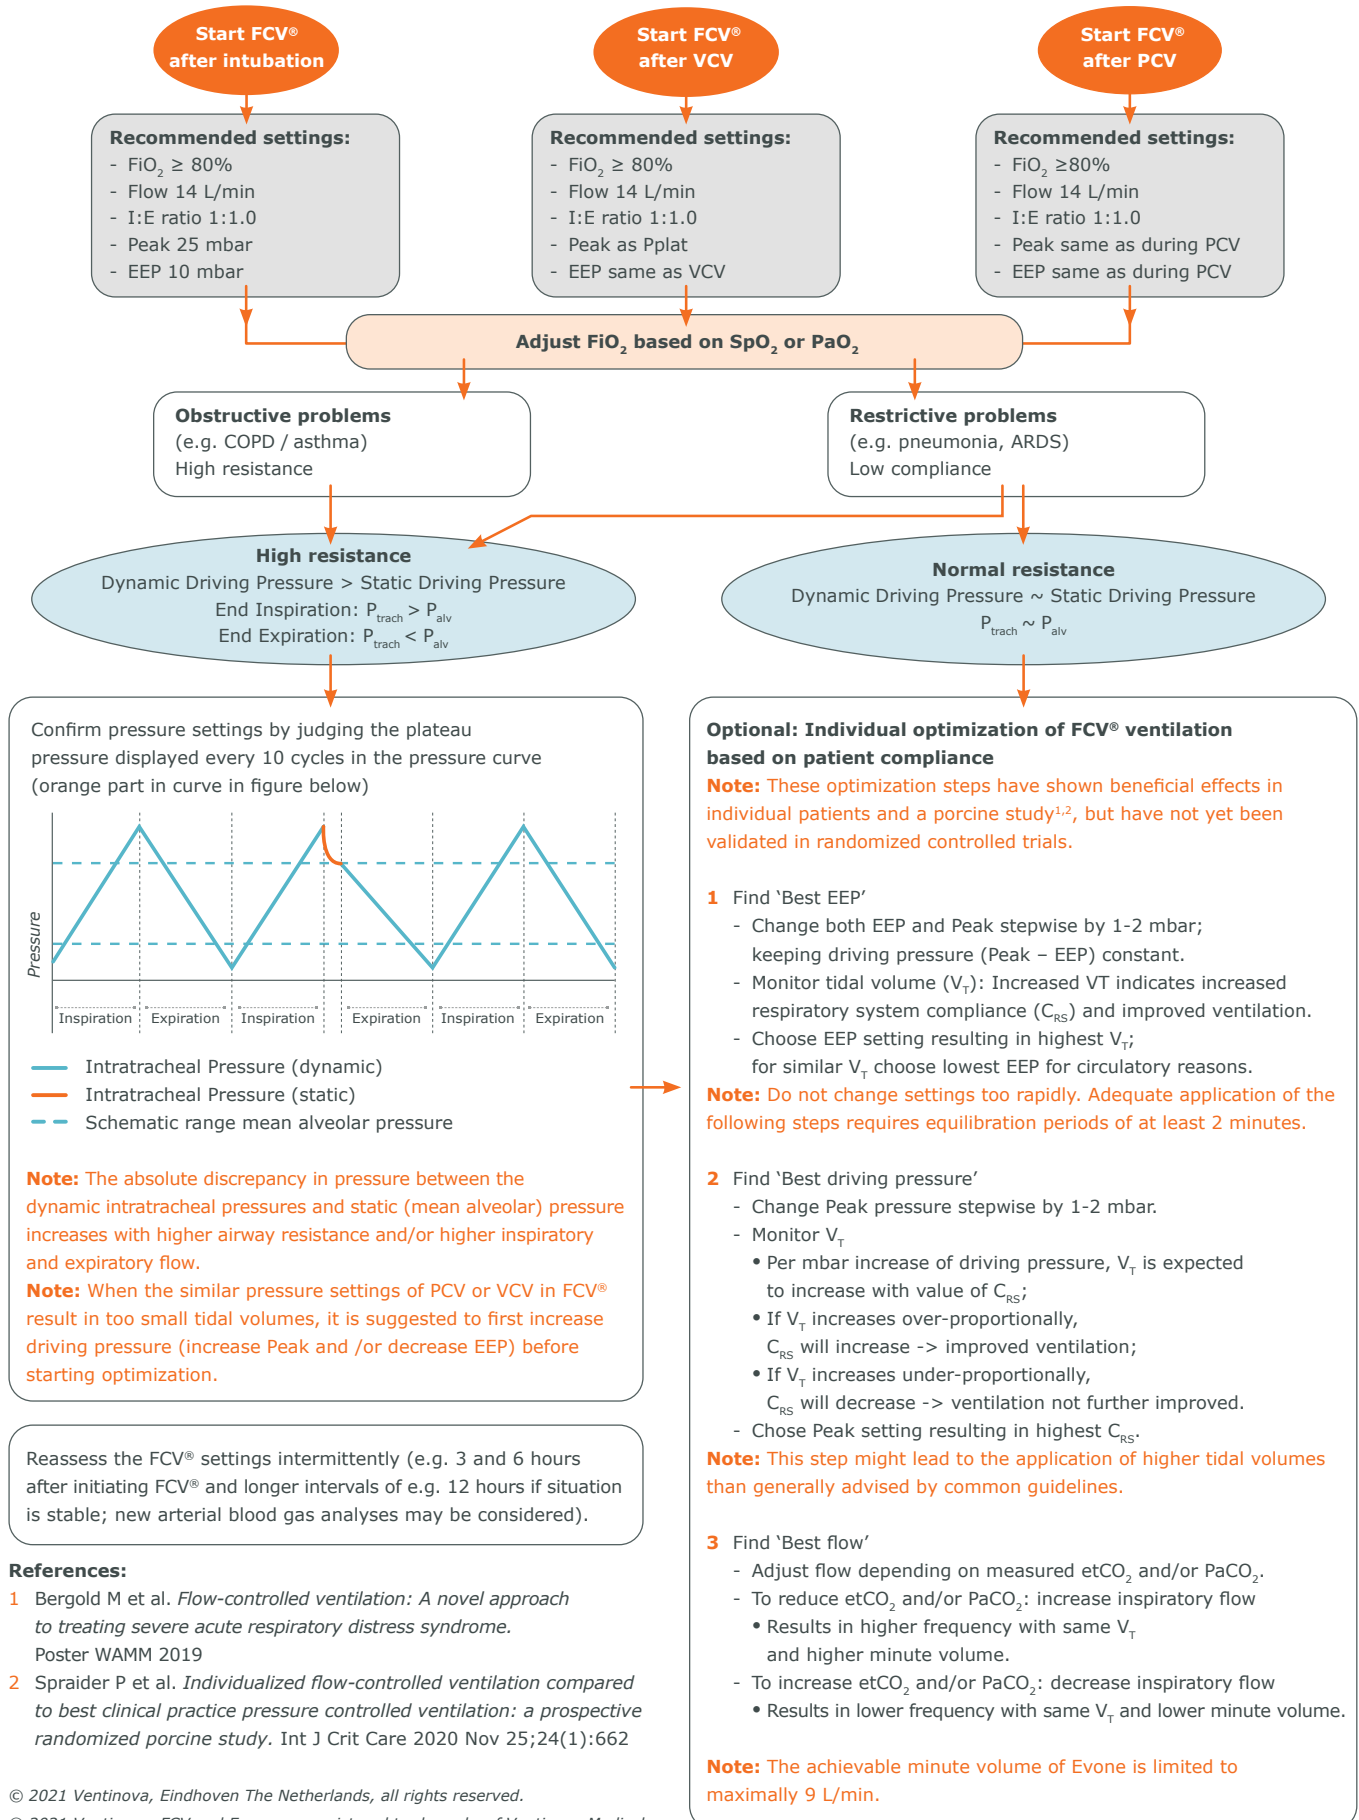 Start FCV®
after intubation
Start FCV®
after VCV
Start FCV®
after PCV
Recommended settings:
- FiO₂ ≥ 80%
- Flow 14 L/min
- I:E ratio 1:1.0
- Peak 25 mbar
- EEP 10 mbar
Recommended settings:
- FiO₂ ≥ 80%
- Flow 14 L/min
- I:E ratio 1:1.0
- Peak as Pplat
- EEP same as VCV
Recommended settings:
- FiO₂ ≥80%
- Flow 14 L/min
- I:E ratio 1:1.0
- Peak same as during PCV
- EEP same as during PCV
Adjust FiO₂ based on SpO₂ or PaO₂
Obstructive problems
(e.g. COPD / asthma)
High resistance
Restrictive problems
(e.g. pneumonia, ARDS)
Low compliance
High resistance
Dynamic Driving Pressure > Static Driving Pressure
End Inspiration: Ptrach > Palv
End Expiration: Ptrach < Palv
Normal resistance
Dynamic Driving Pressure ~ Static Driving Pressure
Ptrach ~ Palv
Confirm pressure settings by judging the plateau
pressure displayed every 10 cycles in the pressure curve
(orange part in curve in figure below)
Pressure
Inspiration Expiration Inspiration Expiration Inspiration Expiration
Intratracheal Pressure (dynamic)
Intratracheal Pressure (static)
Schematic range mean alveolar pressure
Note: The absolute discrepancy in pressure between the
dynamic intratracheal pressures and static (mean alveolar) pressure
increases with higher airway resistance and/or higher inspiratory
and expiratory flow.
Note: When the similar pressure settings of PCV or VCV in FCV®
result in too small tidal volumes, it is suggested to first increase
driving pressure (increase Peak and /or decrease EEP) before
starting optimization.
Reassess the FCV® settings intermittently (e.g. 3 and 6 hours
after initiating FCV® and longer intervals of e.g. 12 hours if situation
is stable; new arterial blood gas analyses may be considered).
References:
1 Bergold M et al. Flow-controlled ventilation: A novel approach
to treating severe acute respiratory distress syndrome.
Poster WAMM 2019
2 Spraider P et al. Individualized flow-controlled ventilation compared
to best clinical practice pressure controlled ventilation: a prospective
randomized porcine study. Int J Crit Care 2020 Nov 25;24(1):662
© 2021 Ventinova, Eindhoven The Netherlands, all rights reserved.
Optional: Individual optimization of FCV® ventilation
based on patient compliance
Note: These optimization steps have shown beneficial effects in
individual patients and a porcine study¹,², but have not yet been
validated in randomized controlled trials.
1 Find ‘Best EEP’
- Change both EEP and Peak stepwise by 1-2 mbar;
keeping driving pressure (Peak – EEP) constant.
- Monitor tidal volume (VT): Increased VT indicates increased
respiratory system compliance (CRS) and improved ventilation.
- Choose EEP setting resulting in highest VT;
for similar VT choose lowest EEP for circulatory reasons.
Note: Do not change settings too rapidly. Adequate application of the
following steps requires equilibration periods of at least 2 minutes.
2 Find ‘Best driving pressure’
- Change Peak pressure stepwise by 1-2 mbar.
- Monitor VT
• Per mbar increase of driving pressure, VT is expected
to increase with value of CRS;
• If VT increases over-proportionally,
CRS will increase -> improved ventilation;
• If VT increases under-proportionally,
CRS will decrease -> ventilation not further improved.
- Chose Peak setting resulting in highest CRS.
Note: This step might lead to the application of higher tidal volumes
than generally advised by common guidelines.
3 Find ‘Best flow’
- Adjust flow depending on measured etCO₂ and/or PaCO₂.
- To reduce etCO₂ and/or PaCO₂: increase inspiratory flow
• Results in higher frequency with same VT
and higher minute volume.
- To increase etCO₂ and/or PaCO₂: decrease inspiratory flow
• Results in lower frequency with same VT and lower minute volume.
Note: The achievable minute volume of Evone is limited to
maximally 9 L/min.